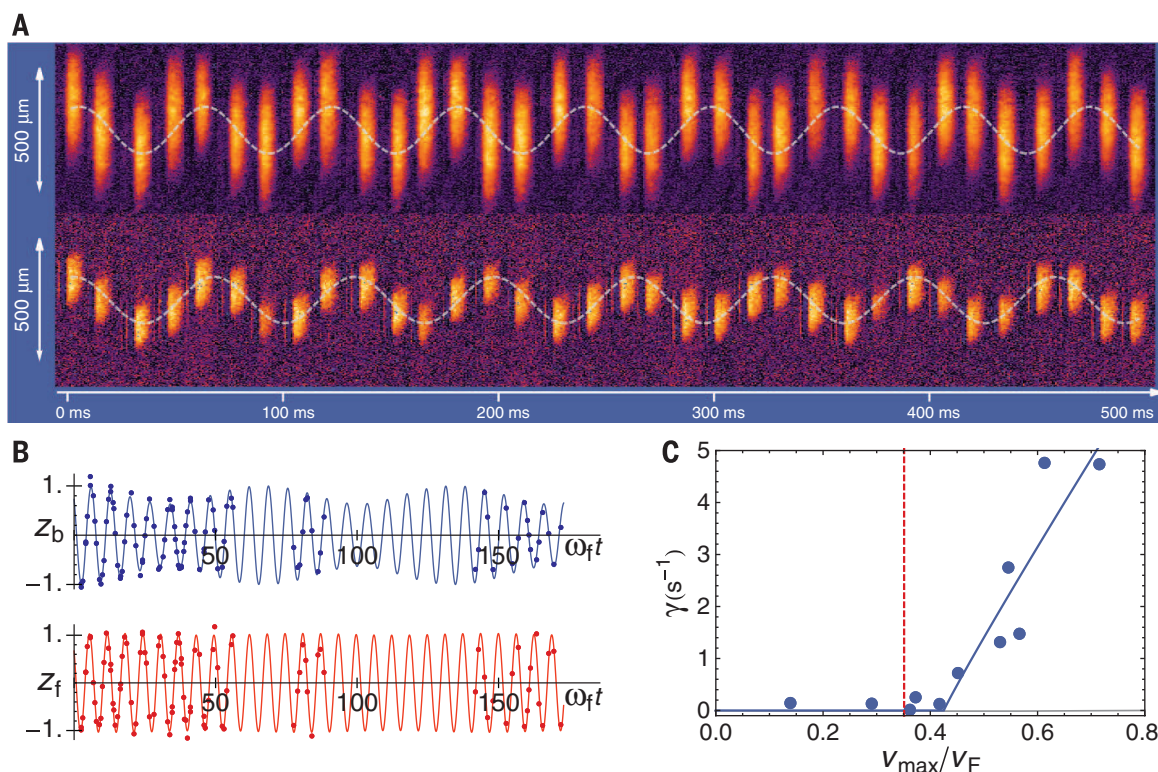 A
500 µm
500 µm
0 ms 100 ms 200 ms 300 ms 400 ms 500 ms
B
1.
z_b
50 100 150 ω_f t
-1.
1.
z_f
50 100 150 ω_f t
-1.
C
5
4
3
2
1
0
γ(s⁻¹)
0.0 0.2 0.4 0.6 0.8
v_max/v_F